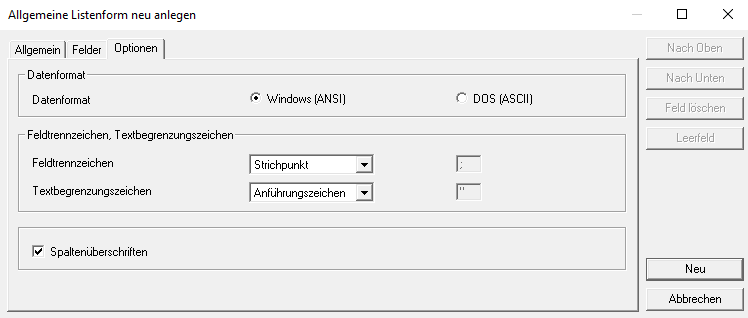 Allgemeine Listenform neu anlegen
Allgemein Felder Optionen
Nach Oben
Nach Unten
Feld löschen
Leerfeld
Datenformat
Datenformat Windows (ANSI) DOS (ASCII)
Feldtrennzeichen, Textbegrenzungszeichen
Feldtrennzeichen Strichpunkt ;
Textbegrenzungszeichen Anführungszeichen "
Spaltenüberschriften
Neu
Abbrechen